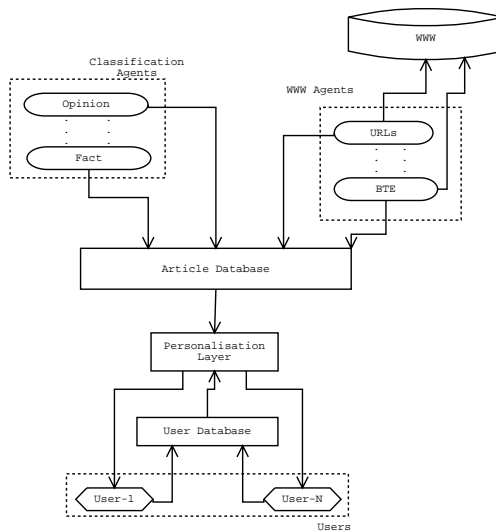 WWW
Classification
Agents
WWW Agents
Opinion
URLs
Fact
BTE
Article Database
Personalisation
Layer
User Database
User-1
User-N
Users